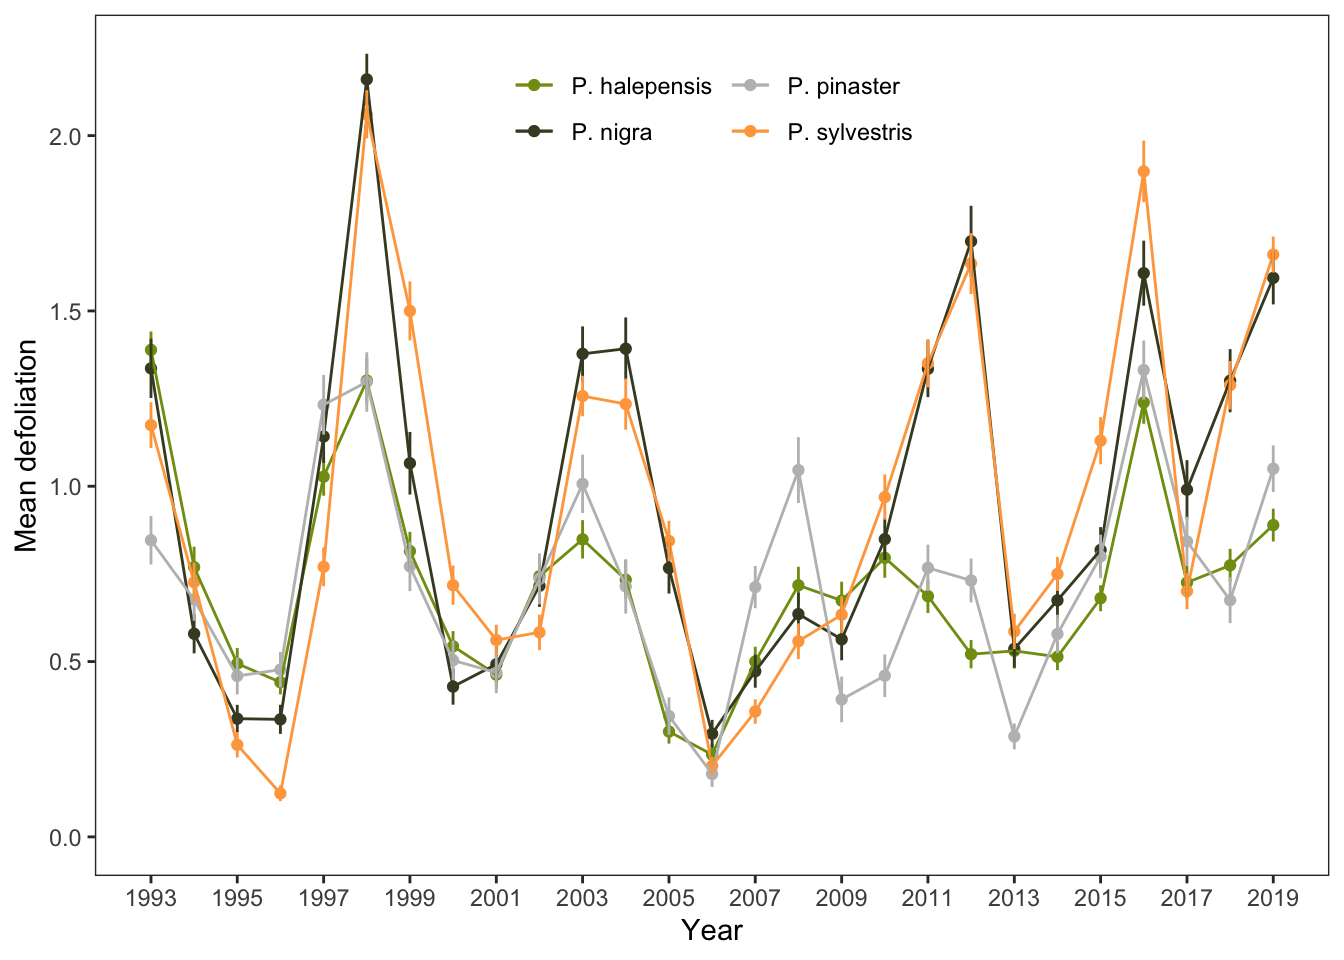 P. halepensis P. pinaster
P. nigra P. sylvestris
Mean defoliation
2.0
1.5
1.0
0.5
0.0
1993 1995 1997 1999 2001 2003 2005 2007 2009 2011 2013 2015 2017 2019
Year